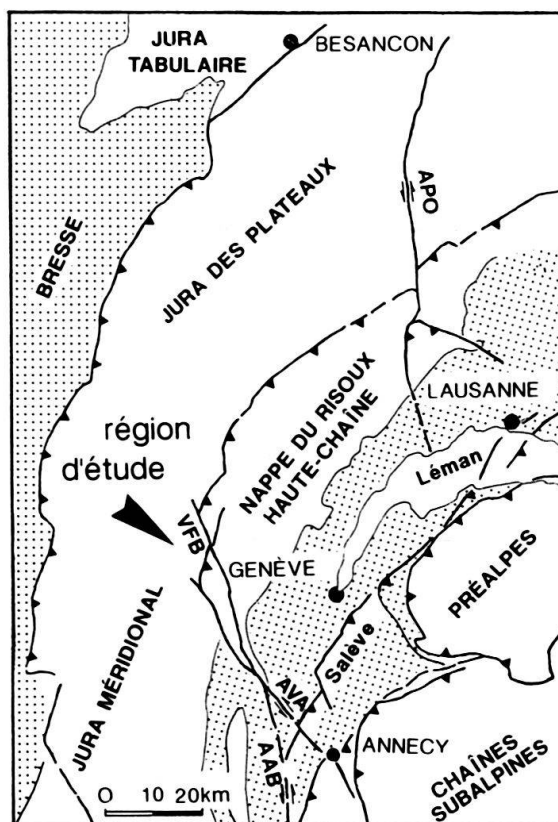 JURA
TABULAIRE
BESANCON
APO
BRESSE
JURA DES PLATEAUX
LAUSANNE
NAPPE DU RISOUX
HAUTE-CHAÎNE
Léman
région
d'étude
VFB
GENÈVE
PRÉALPES
Salève
JURA MÉRIDIONAL
AVA
AAB
ANNECY
CHAÎNES
SUBALPINES
O 10 20km